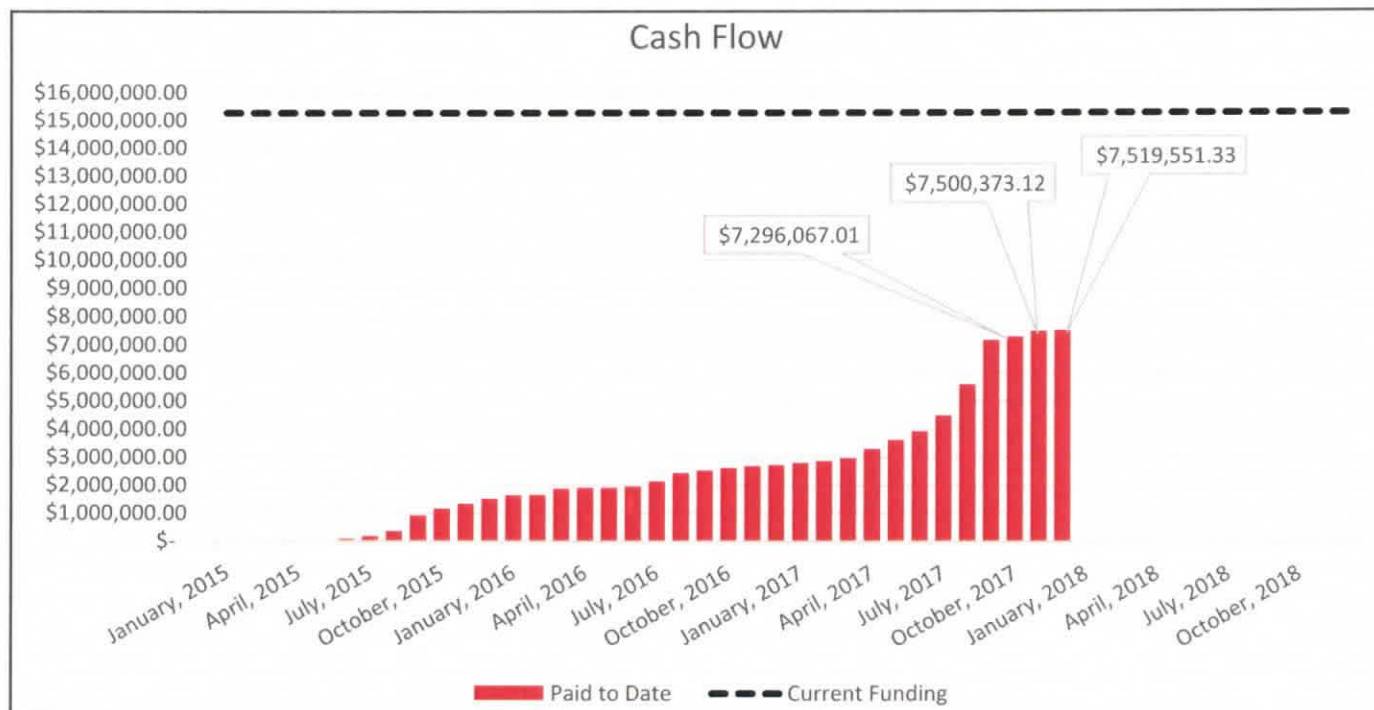 Cash Flow
$16,000,000.00
$15,000,000.00
$14,000,000.00
$13,000,000.00
$12,000,000.00
$11,000,000.00
$10,000,000.00
$9,000,000.00
$8,000,000.00
$7,000,000.00
$6,000,000.00
$5,000,000.00
$4,000,000.00
$3,000,000.00
$2,000,000.00
$1,000,000.00
$-
$7,519,551.33
$7,500,373.12
$7,296,067.01
January, 2015
April, 2015
July, 2015
October, 2015
January, 2016
April, 2016
July, 2016
October, 2016
January, 2017
April, 2017
July, 2017
October, 2017
January, 2018
April, 2018
July, 2018
October, 2018
Paid to Date
Current Funding